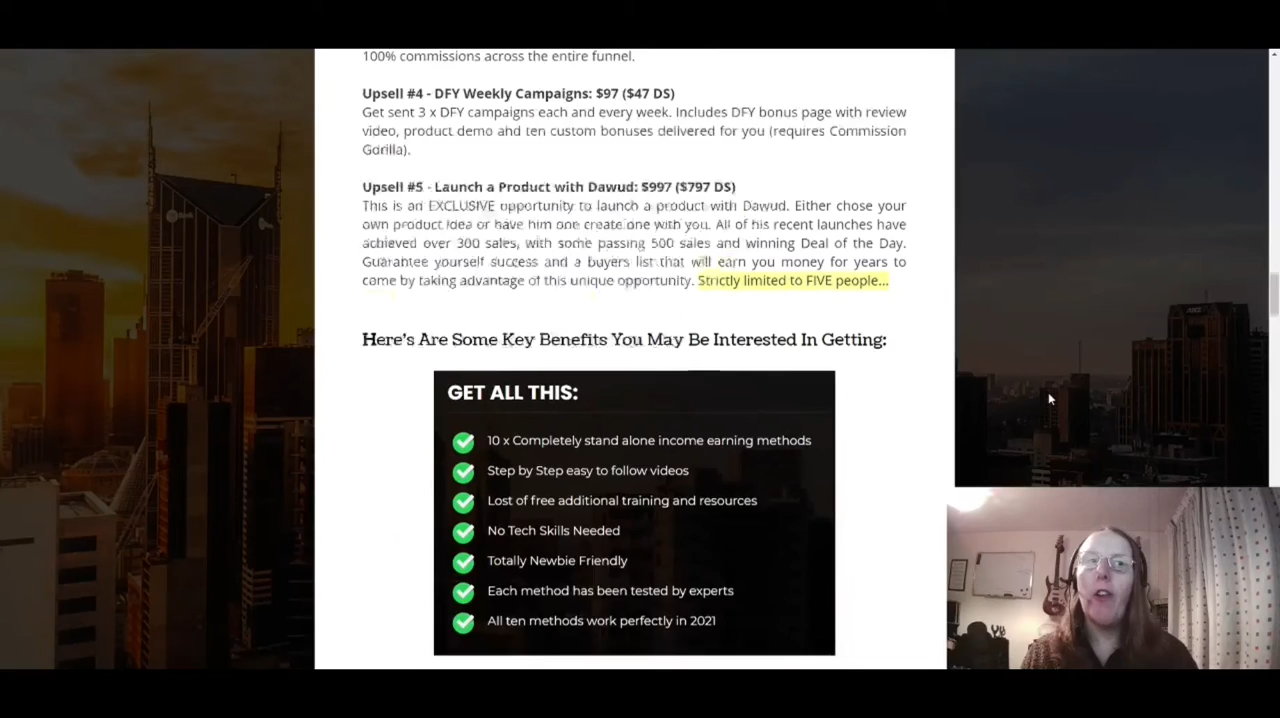 100% commissions across the entire funnel.
Upsell #4 - DFY Weekly Campaigns: $97 ($47 DS)
Get sent 3 x DFY campaigns each and every week. Includes DFY bonus page with review
video, product demo and ten custom bonuses delivered for you (requires Commission
Gorilla).
Upsell #5 - Launch a Product with Dawud: $997 ($797 DS)
This is an EXCLUSIVE opportunity to launch a product with Dawud. Either chose your
own product idea or have him one create one with you. All of his recent launches have
achieved over 300 sales, with some passing 500 sales and winning Deal of the Day.
Guarantee yourself success and a buyers list that will earn you money for years to
come by taking advantage of this unique opportunity. Strictly limited to FIVE people...
Here's Are Some Key Benefits You May Be Interested In Getting:
GET ALL THIS:
10 x Completely stand alone income earning methods
Step by Step easy to follow videos
Lost of free additional training and resources
No Tech Skills Needed
Totally Newbie Friendly
Each method has been tested by experts
All ten methods work perfectly in 2021